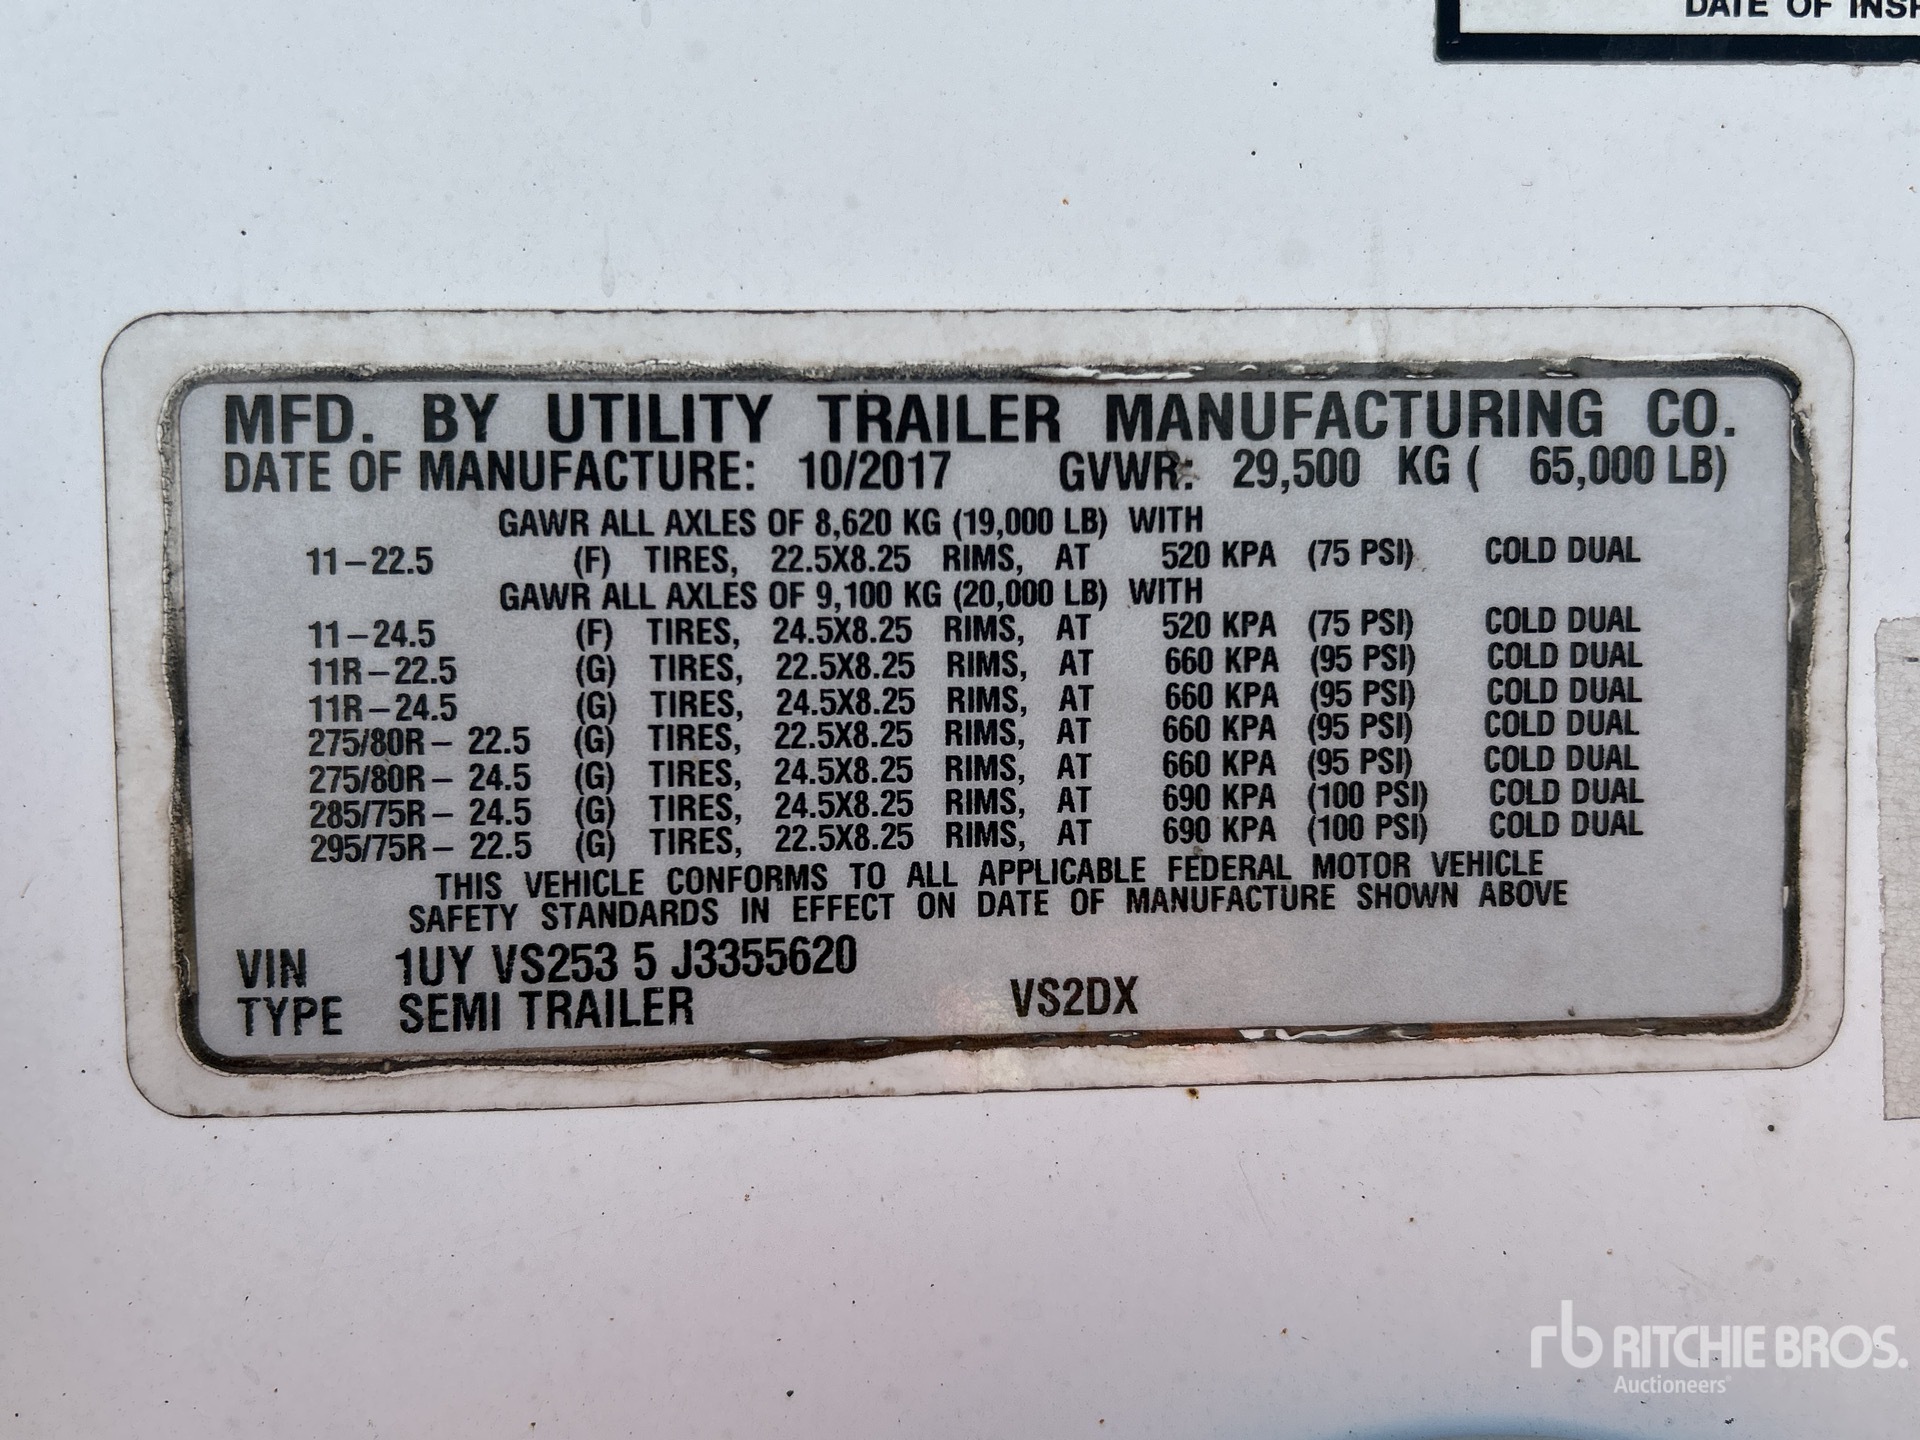 DATE OF INSP
MFD. BY UTILITY TRAILER MANUFACTURING CO.
DATE OF MANUFACTURE: 10/2017 GVWR: 29,500 KG ( 65,000 LB)
GAWR ALL AXLES OF 8,620 KG (19,000 LB) WITH
11-22.5 (F) TIRES, 22.5X8.25 RIMS, AT 520 KPA (75 PSI) COLD DUAL
GAWR ALL AXLES OF 9,100 KG (20,000 LB) WITH
11-24.5 (F) TIRES, 24.5X8.25 RIMS, AT 520 KPA (75 PSI) COLD DUAL
11R-22.5 (G) TIRES, 22.5X8.25 RIMS, AT 660 KPA (95 PSI) COLD DUAL
11R-24.5 (G) TIRES, 24.5X8.25 RIMS, AT 660 KPA (95 PSI) COLD DUAL
275/80R- 22.5 (G) TIRES, 22.5X8.25 RIMS, AT 660 KPA (95 PSI) COLD DUAL
275/80R- 24.5 (G) TIRES, 24.5X8.25 RIMS, AT 660 KPA (95 PSI) COLD DUAL
285/75R- 24.5 (G) TIRES, 24.5X8.25 RIMS, AT 690 KPA (100 PSI) COLD DUAL
295/75R- 22.5 (G) TIRES, 22.5X8.25 RIMS, AT 690 KPA (100 PSI) COLD DUAL
THIS VEHICLE CONFORMS TO ALL APPLICABLE FEDERAL MOTOR VEHICLE
SAFETY STANDARDS IN EFFECT ON DATE OF MANUFACTURE SHOWN ABOVE
VIN 1UY VS253 5 J3355620
TYPE SEMI TRAILER VS2DX
rb RITCHIE BROS.
Auctioneers